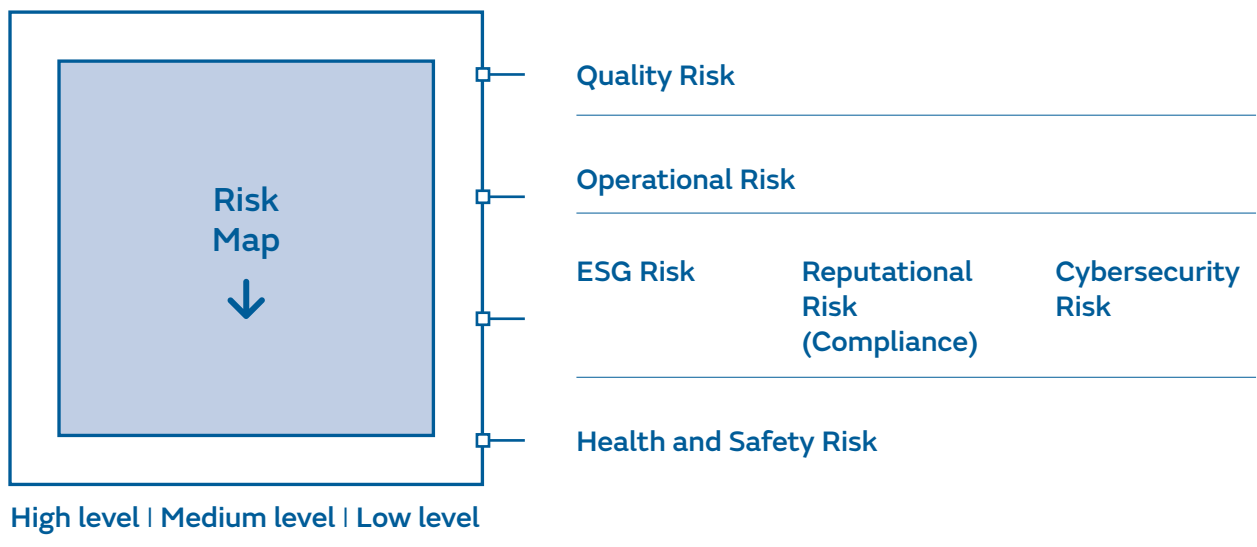 Risk
Map
Quality Risk
Operational Risk
ESG Risk
Reputational
Risk
(Compliance)
Cybersecurity
Risk
Health and Safety Risk
High level | Medium level | Low level